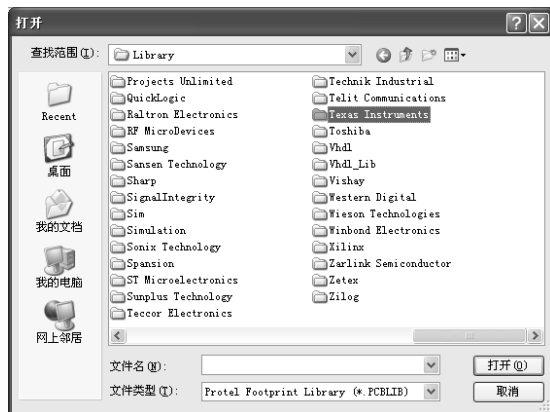 打开
查找范围(I):
Library
Recent
桌面
我的文档
我的电脑
网上邻居
Projects Unlimited
QuickLogic
Raltron Electronics
RF MicroDevices
Samsung
Sansen Technology
Sharp
SignalIntegrity
Sim
Simulation
Sonix Technology
Spansion
ST Microelectronics
Sunplus Technology
Teccor Electronics
Technik Industrial
Telit Communications
Texas Instruments
Toshiba
Vhdl
Vhdl_Lib
Vishay
Western Digital
Wieson Technologies
Winbond Electronics
Xilinx
Zarlink Semiconductor
Zetex
Zilog
文件名(N):
打开(O)
文件类型(T):
Protel Footprint Library (*.PCBLIB)
取消